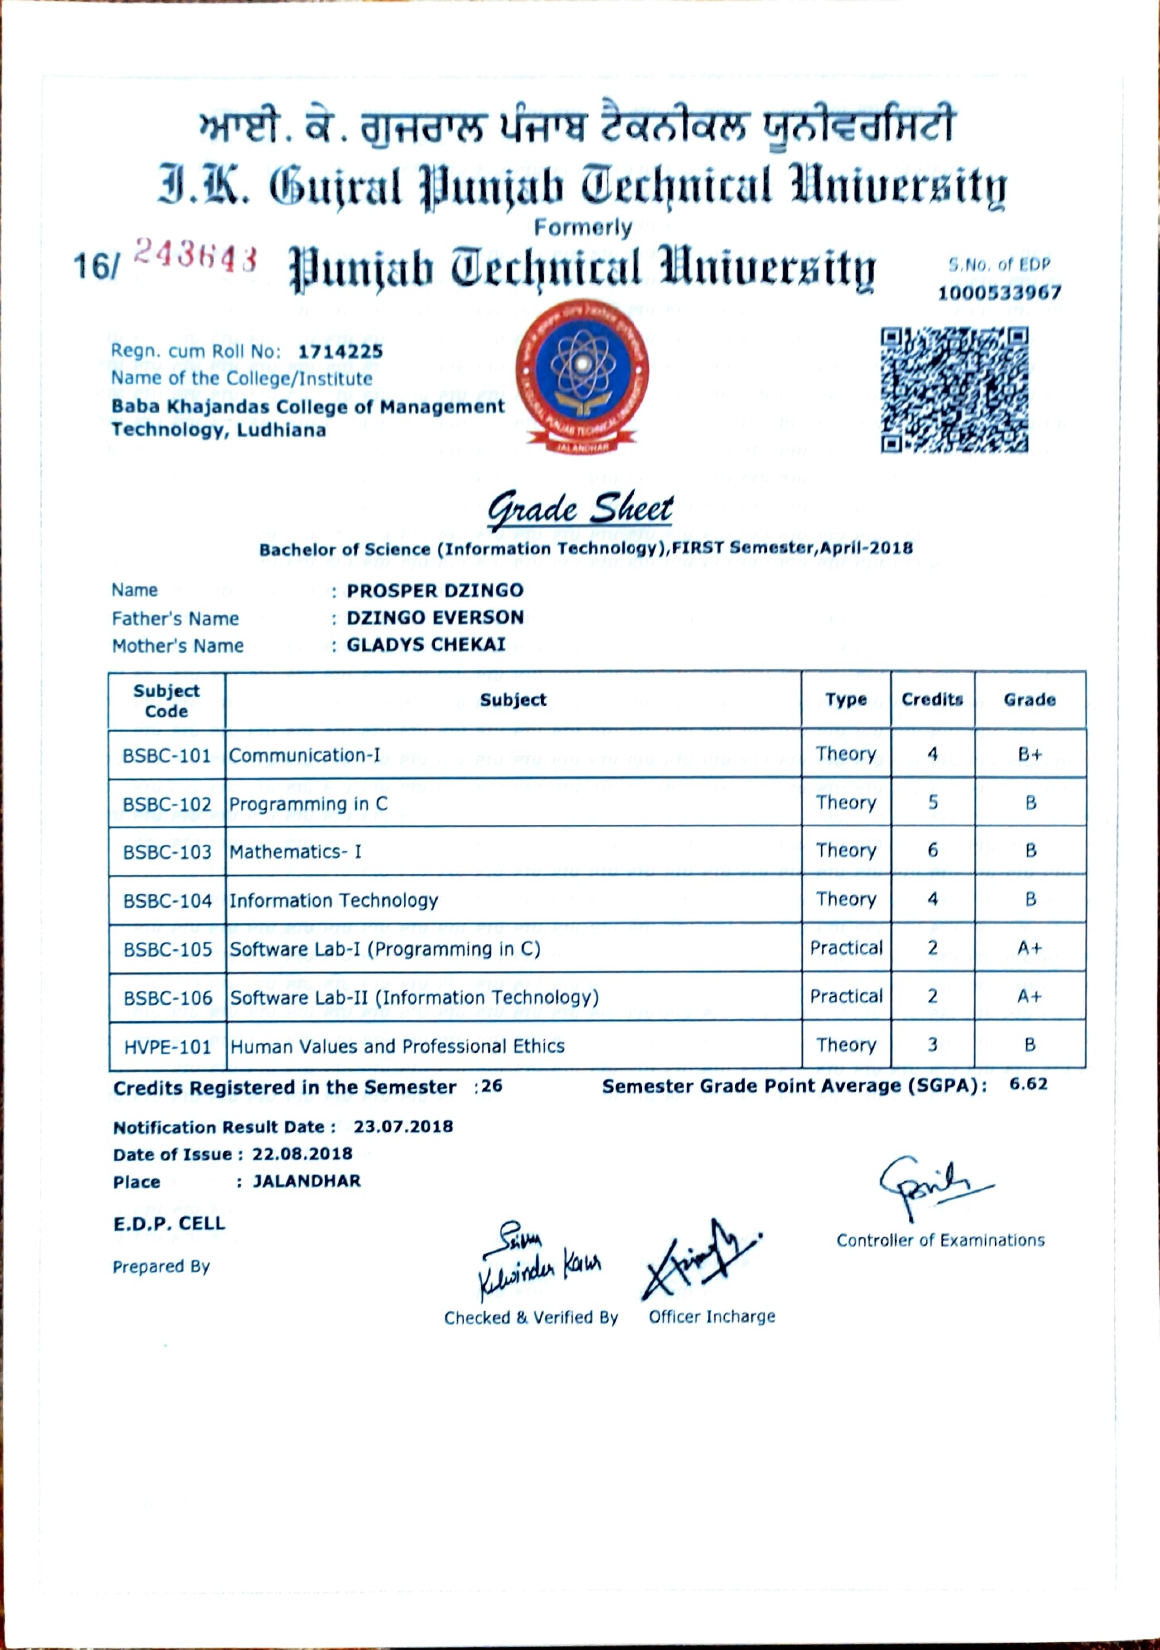 ਆਈ. ਕੇ. ਗੁਜਰਾਲ ਪੰਜਾਬ ਟੈਕਨੀਕਲ ਯੂਨੀਵਰਸਿਟੀ
I.K. Gujral Punjab Technical University
Formerly
16/ 243643 Punjab Technical University
S.No. of EDP
1000533967
Regn. cum Roll No: 1714225
Name of the College/Institute
Baba Khajandas College of Management
Technology, Ludhiana
JALANDHAR
Grade Sheet
Bachelor of Science (Information Technology),FIRST Semester,April-2018
Name : PROSPER DZINGO
Father's Name : DZINGO EVERSON
Mother's Name : GLADYS CHEKAI
Subject Code Subject Type Credits Grade
BSBC-101 Communication-I Theory 4 B+
BSBC-102 Programming in C Theory 5 B
BSBC-103 Mathematics- I Theory 6 B
BSBC-104 Information Technology Theory 4 B
BSBC-105 Software Lab-I (Programming in C) Practical 2 A+
BSBC-106 Software Lab-II (Information Technology) Practical 2 A+
HVPE-101 Human Values and Professional Ethics Theory 3 B
Credits Registered in the Semester :26 Semester Grade Point Average (SGPA): 6.62
Notification Result Date : 23.07.2018
Date of Issue : 22.08.2018
Place : JALANDHAR
E.D.P. CELL
Prepared By
Kulwinder Kaur
Checked & Verified By
Officer Incharge
Controller of Examinations